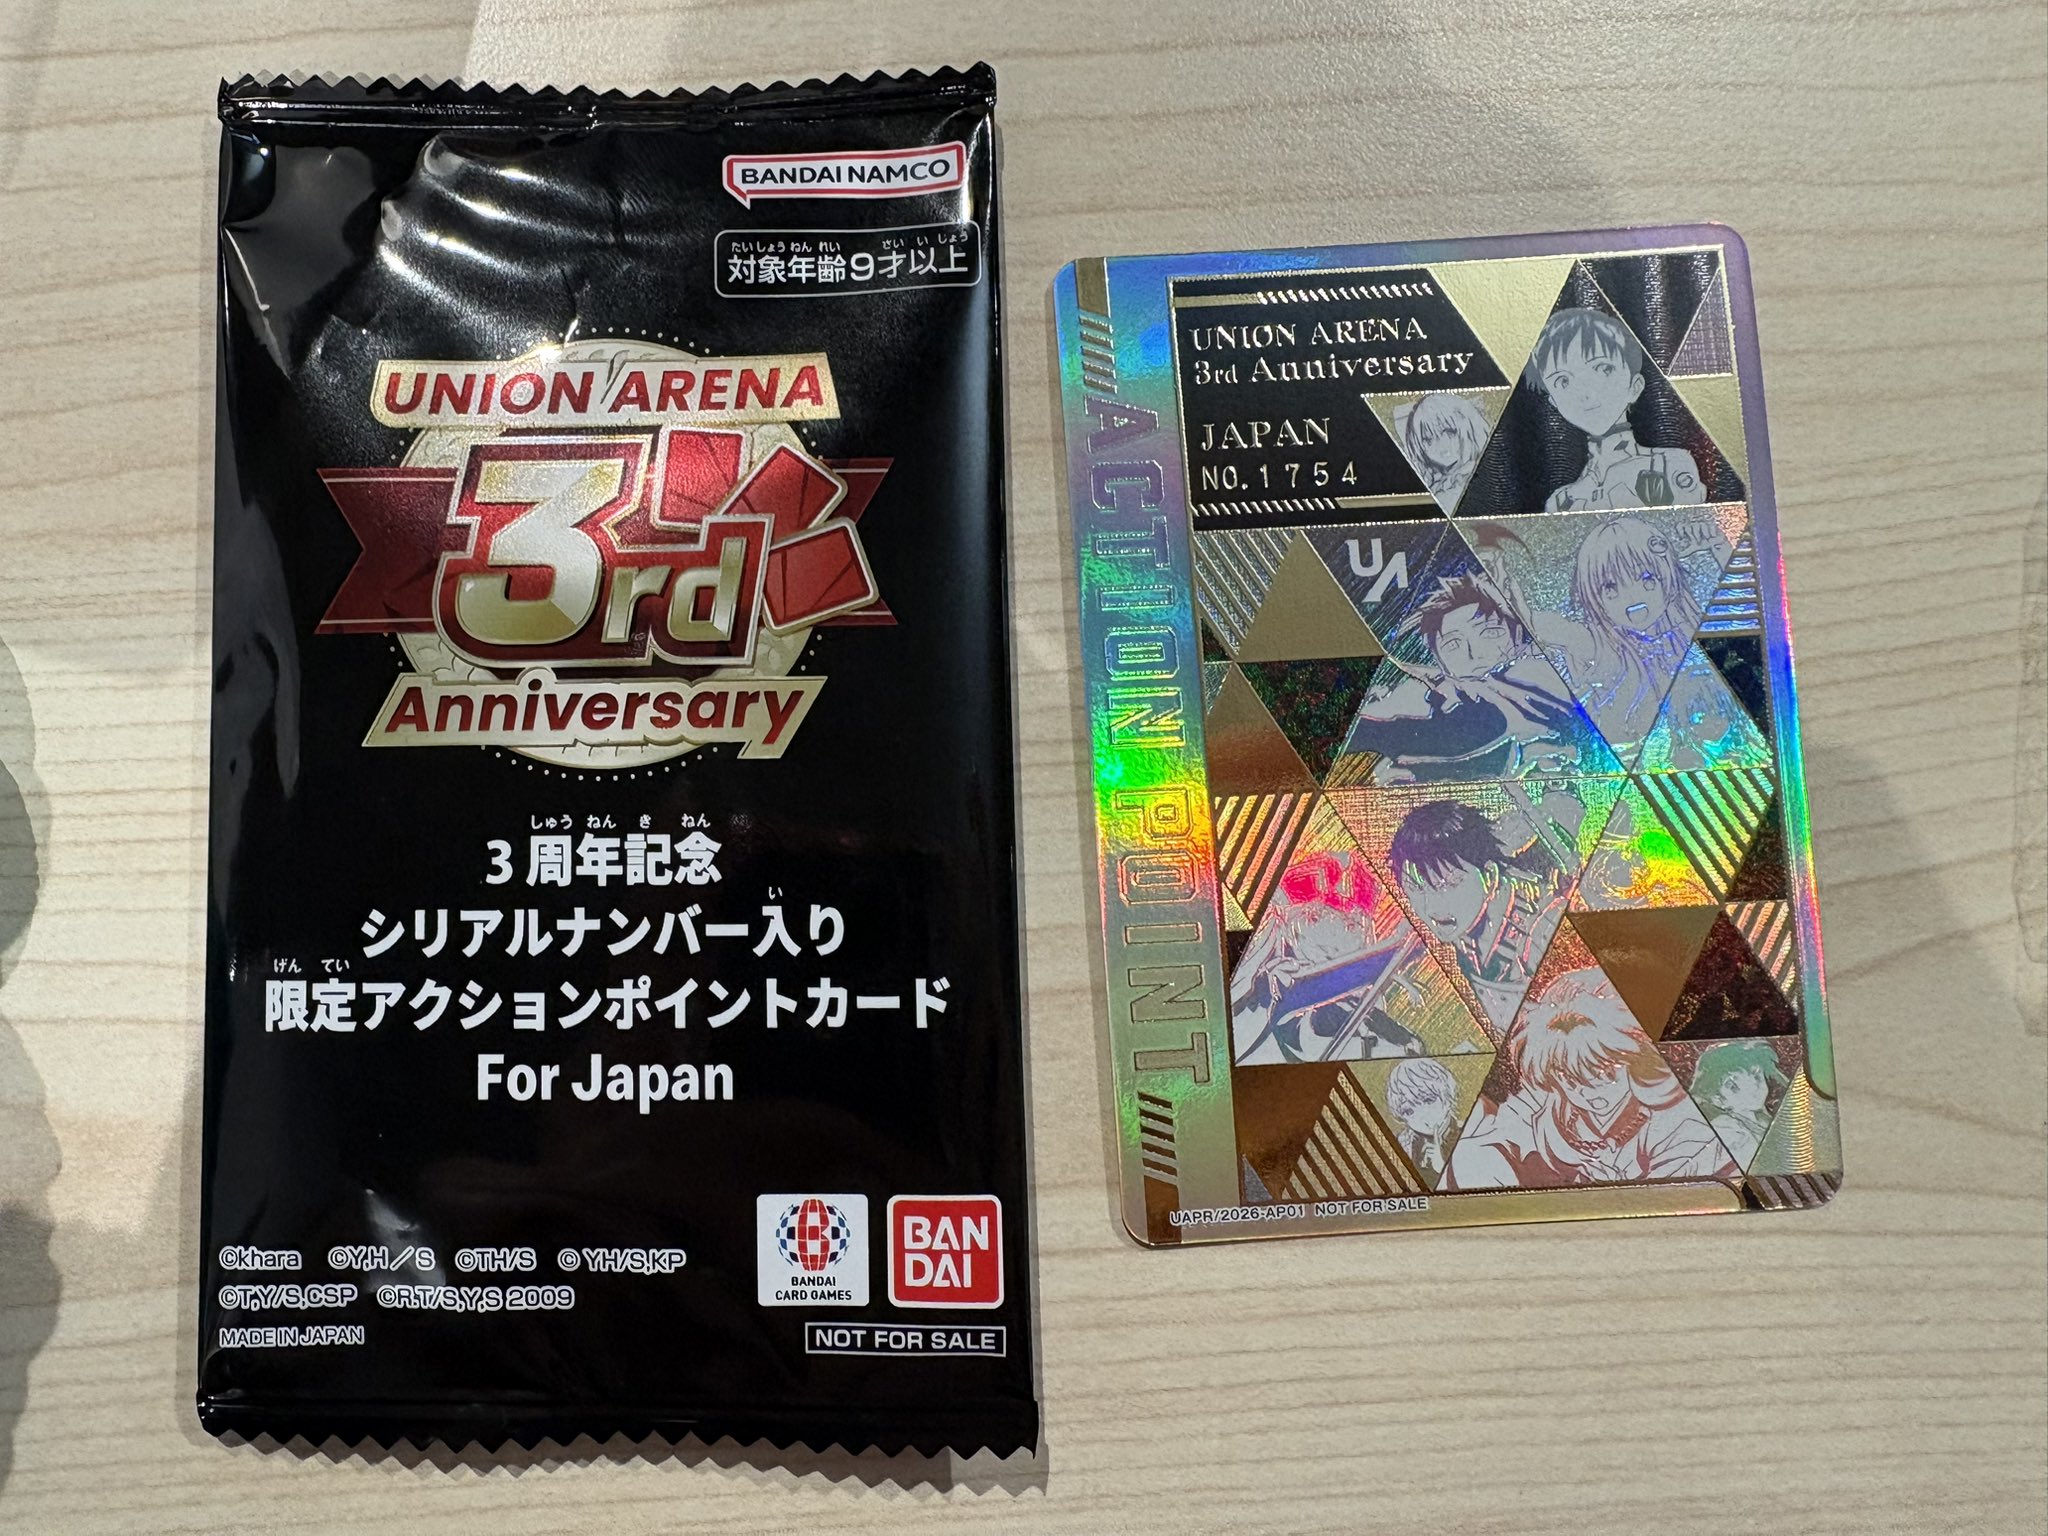 BANDAI NAMCO
たいしょうねんれい さいいじょう
対象年齢9才以上
UNION ARENA
3rd
Anniversary
しゅうねんきねん
3周年記念
い
シリアルナンバー入り
げんてい
限定アクションポイントカード
For Japan
BANDAI
CARD GAMES
BAN
DAI
©khara ©Y,H/S ©TH/S © YH/S,KP
©T,Y/S,CSP ©R.T/S,Y,S 2009
MADE IN JAPAN
NOT FOR SALE
UNION ARENA
3rd Anniversary
JAPAN
NO.1754
UA
01
ACTION POINT
UAPR/2026-AP01 NOT FOR SALE